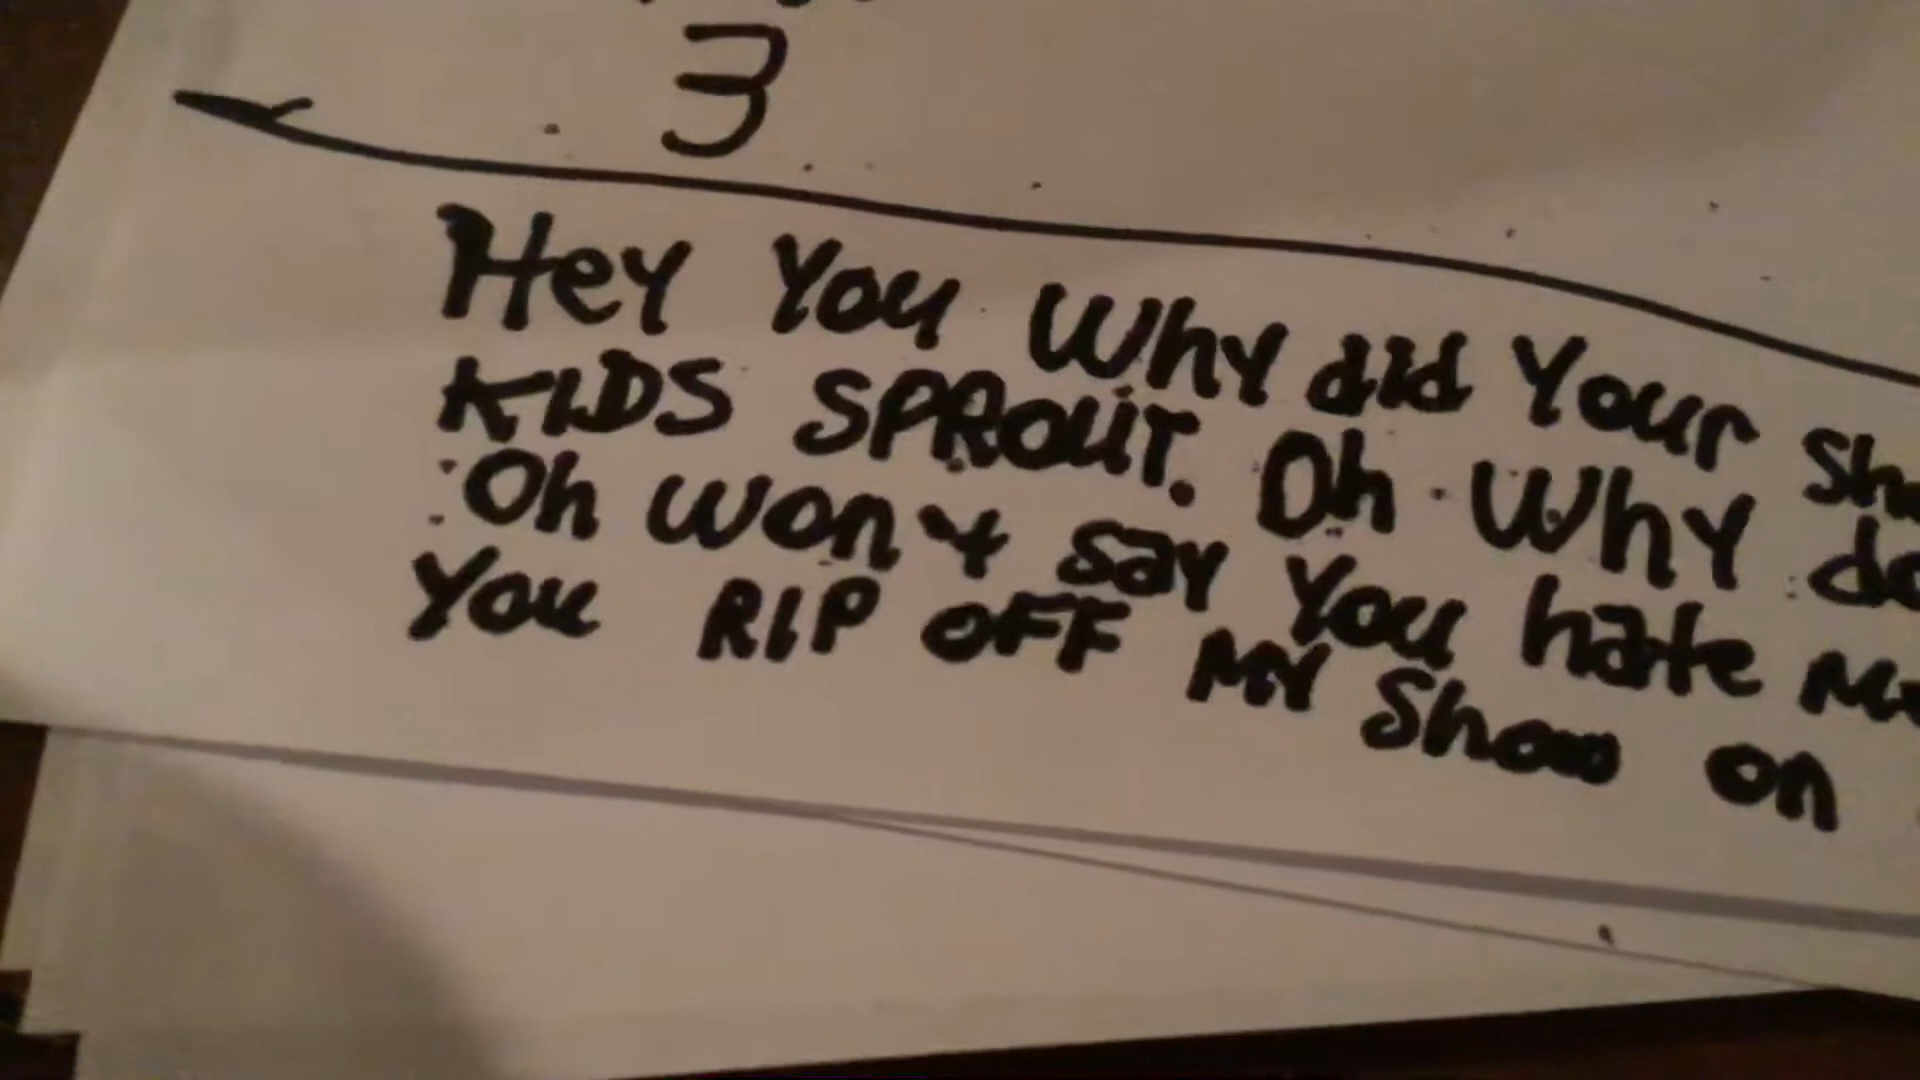 3
Hey You Why did Your
KIDS SPROUT. Oh Why
Oh won't say You hate
You RIP OFF MY Show on